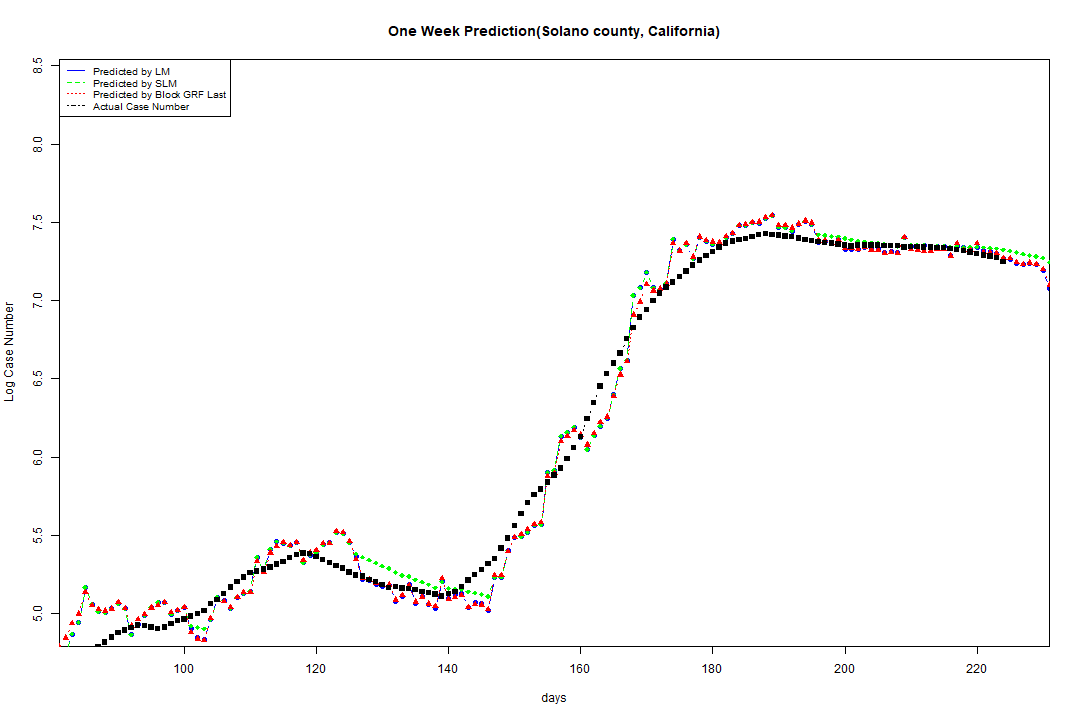 One Week Prediction(Solano county, California)
Predicted by LM
Predicted by SLM
Predicted by Block GRF Last
Actual Case Number
8.5
8.0
7.5
7.0
6.5
6.0
5.5
5.0
Log Case Number
100 120 140 160 180 200 220
days